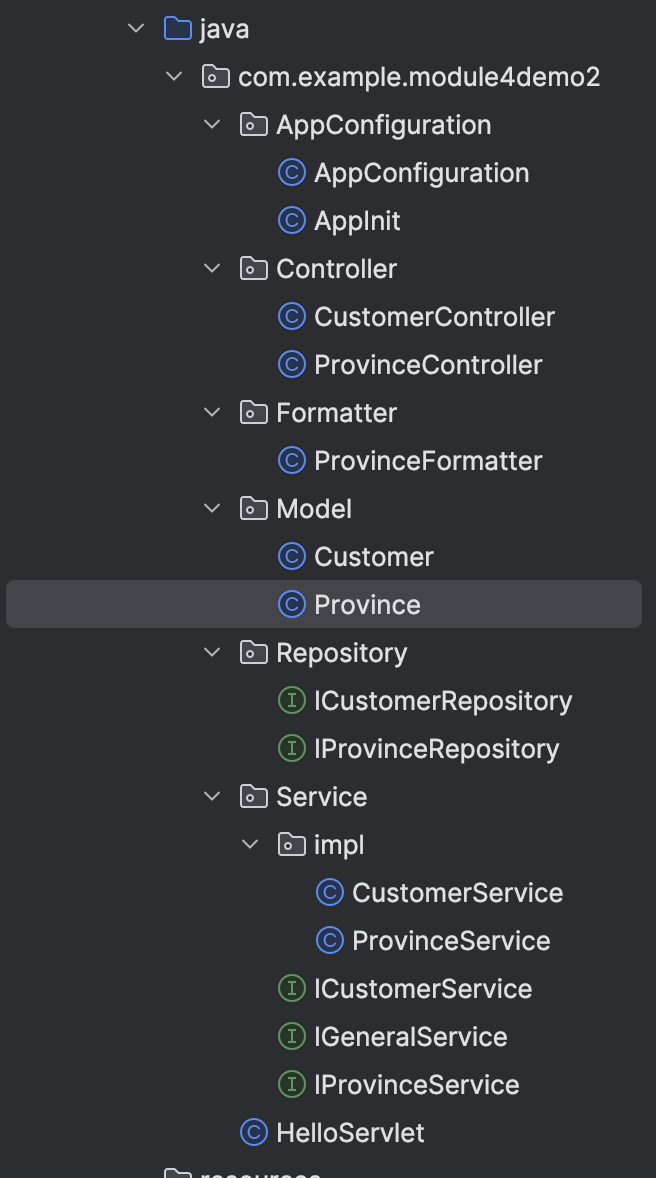 java
com.example.module4demo2
AppConfiguration
AppConfiguration
AppInit
Controller
CustomerController
ProvinceController
Formatter
ProvinceFormatter
Model
Customer
Province
Repository
ICustomerRepository
IProvinceRepository
Service
impl
CustomerService
ProvinceService
ICustomerService
IGeneralService
IProvinceService
HelloServlet
resources